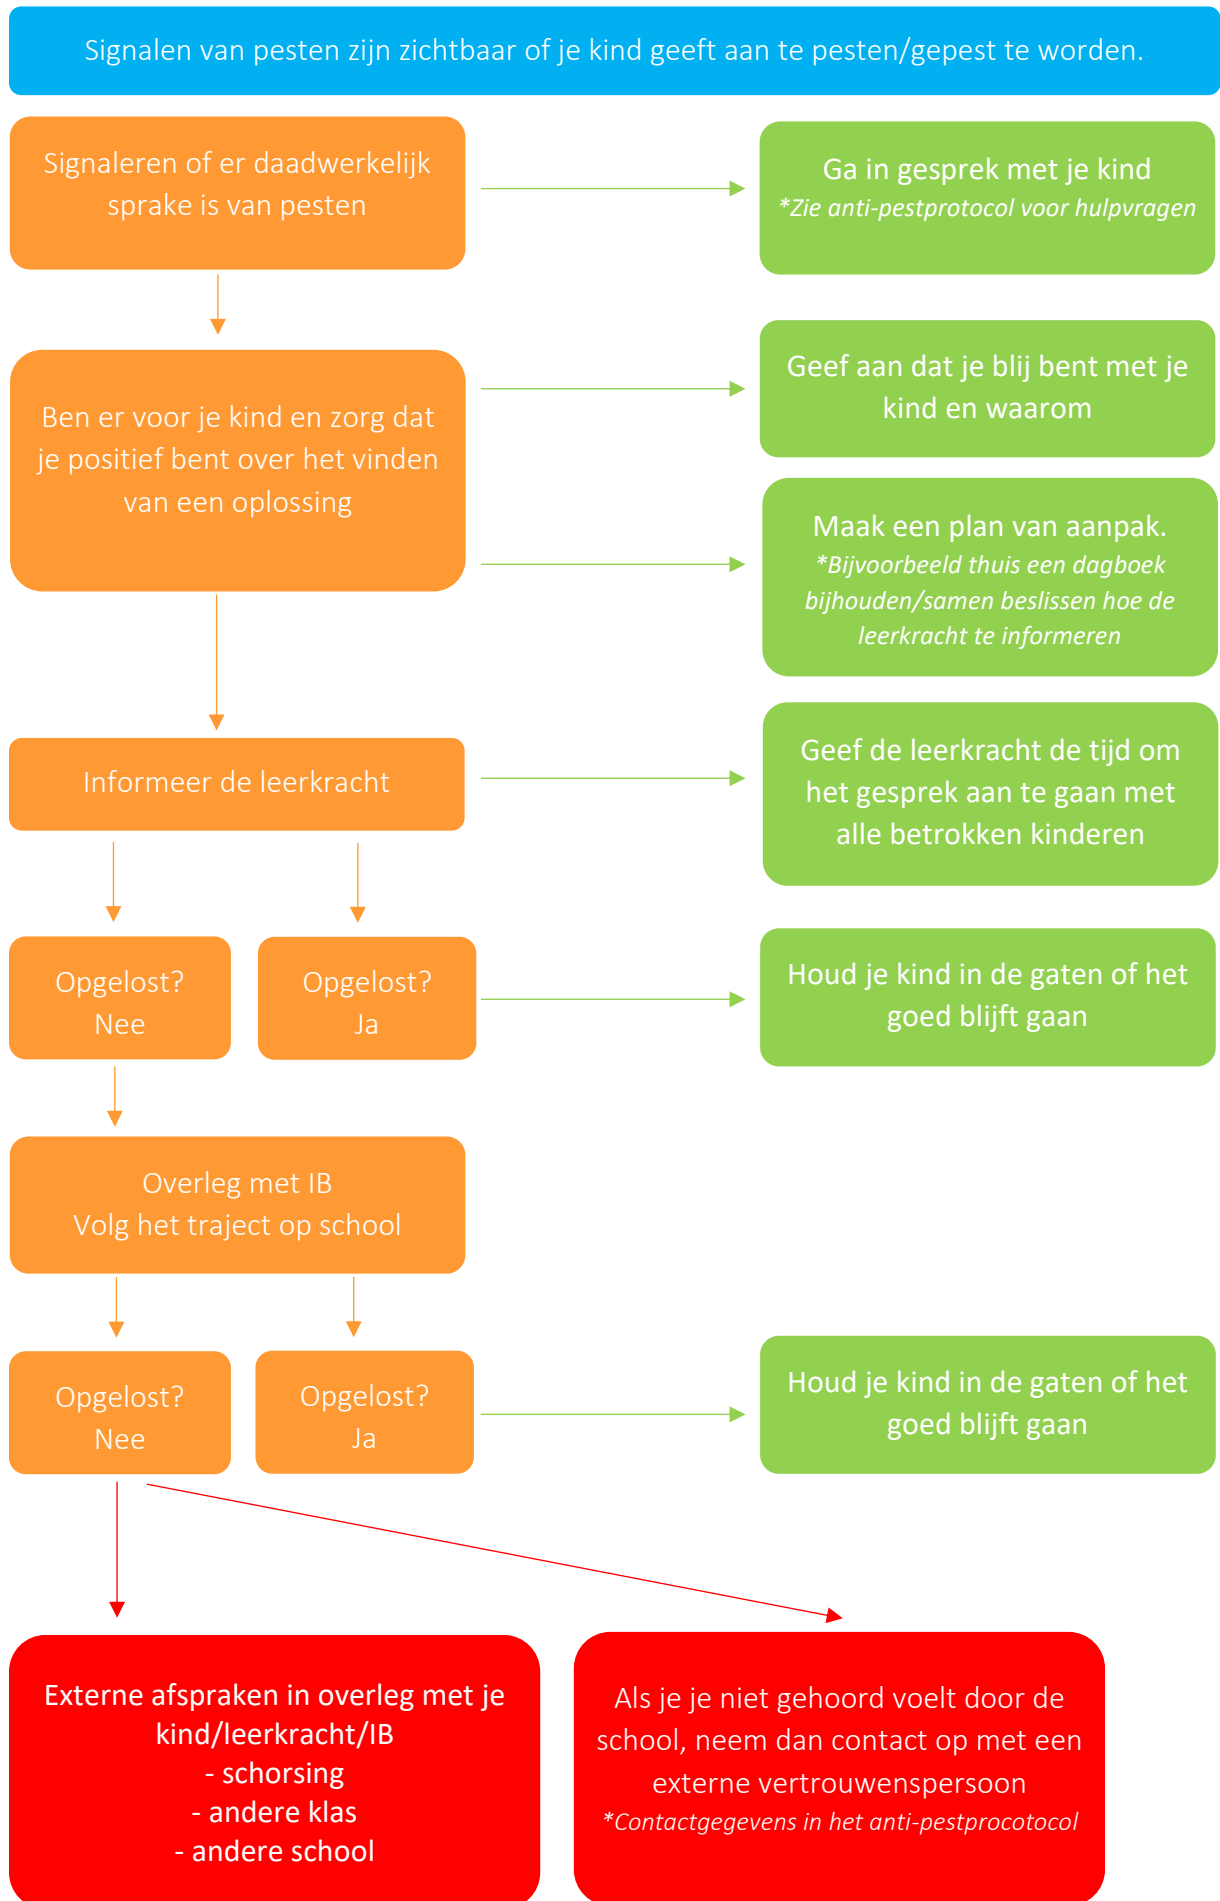 Signalen van pesten zijn zichtbaar of je kind geeft aan te pesten/gepest te worden.
Signaleren of er daadwerkelijk
sprake is van pesten
Ga in gesprek met je kind
*Zie anti-pestprotocol voor hulpvragen
Ben er voor je kind en zorg dat
je positief bent over het vinden
van een oplossing
Geef aan dat je blij bent met je
kind en waarom
Maak een plan van aanpak.
*Bijvoorbeeld thuis een dagboek
bijhouden/samen beslissen hoe de
leerkracht te informeren
Informeer de leerkracht
Geef de leerkracht de tijd om
het gesprek aan te gaan met
alle betrokken kinderen
Opgelost?
Nee
Opgelost?
Ja
Houd je kind in de gaten of het
goed blijft gaan
Overleg met IB
Volg het traject op school
Opgelost?
Nee
Opgelost?
Ja
Houd je kind in de gaten of het
goed blijft gaan
Externe afspraken in overleg met je
kind/leerkracht/IB
- schorsing
- andere klas
- andere school
Als je je niet gehoord voelt door de
school, neem dan contact op met een
externe vertrouwenspersoon
*Contactgegevens in het anti-pestprocotocol